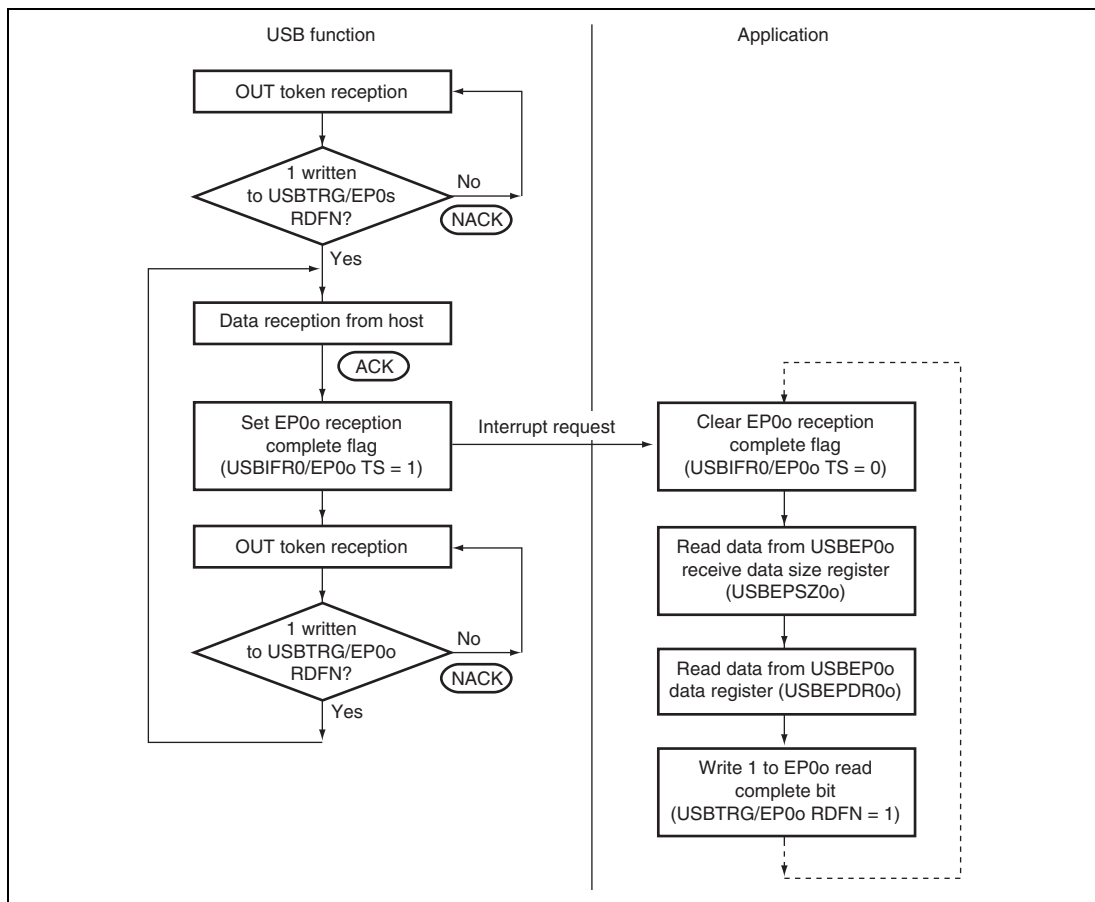 USB function
Application
OUT token reception
1 written
to USBTRG/EP0s
RDFN?
No
NACK
Yes
Data reception from host
ACK
Set EP0o reception
complete flag
(USBIFR0/EP0o TS = 1)
Interrupt request
Clear EP0o reception
complete flag
(USBIFR0/EP0o TS = 0)
OUT token reception
Read data from USBEP0o
receive data size register
(USBEPSZ0o)
1 written
to USBTRG/EP0o
RDFN?
No
NACK
Yes
Read data from USBEP0o
data register (USBEPDR0o)
Write 1 to EP0o read
complete bit
(USBTRG/EP0o RDFN = 1)